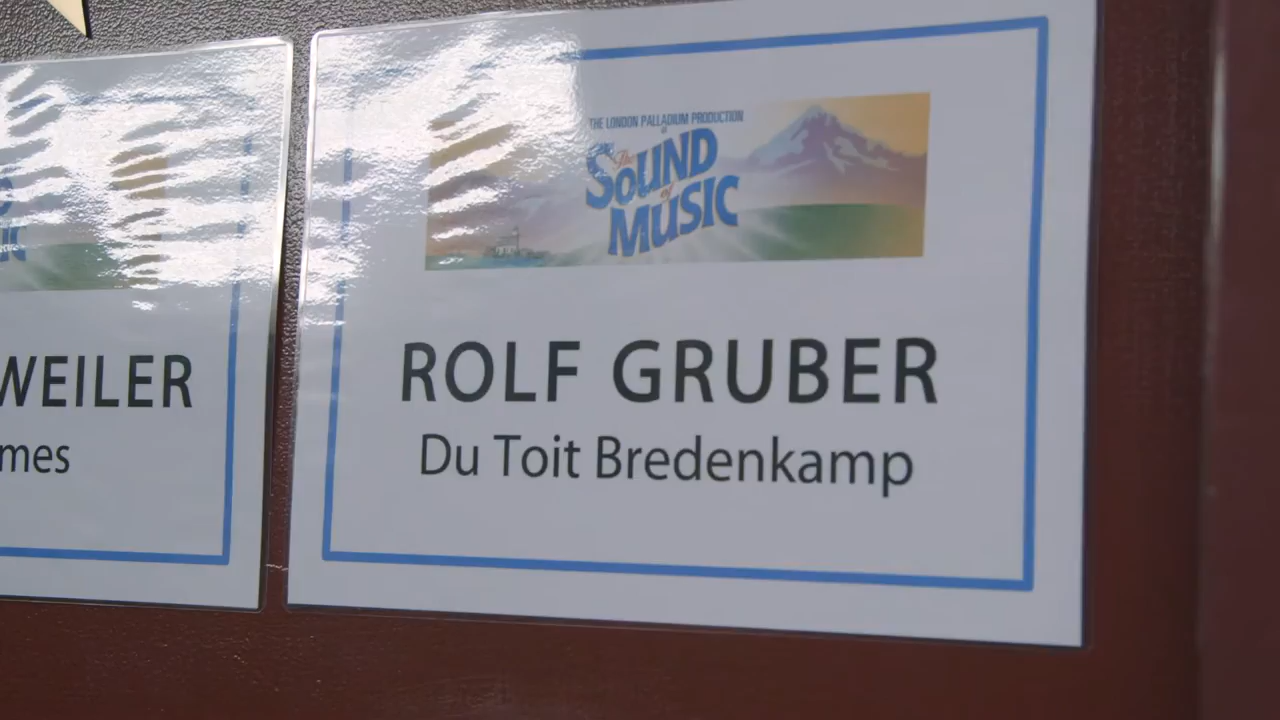 WEILER
mes
THE LONDON PALLADIUM PRODUCTION
The
SOUND
of
MUSIC
ROLF GRUBER
Du Toit Bredenkamp